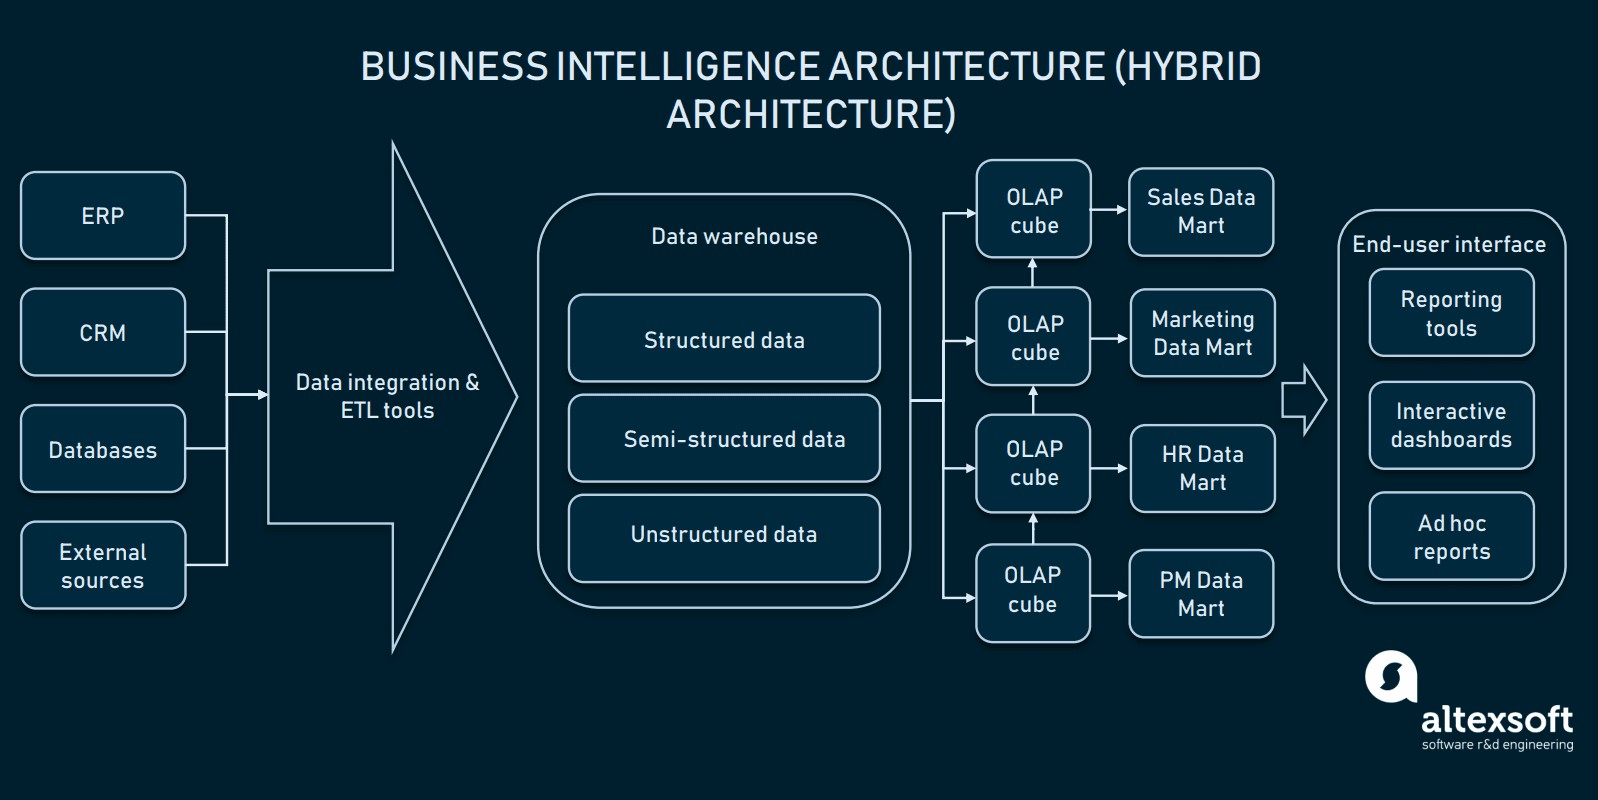 BUSINESS INTELLIGENCE ARCHITECTURE (HYBRID
ARCHITECTURE)
ERP
CRM
Databases
External
sources
Data integration &
ETL tools
Data warehouse
Structured data
Semi-structured data
Unstructured data
OLAP
cube
Sales Data
Mart
OLAP
cube
Marketing
Data Mart
OLAP
cube
HR Data
Mart
OLAP
cube
PM Data
Mart
End-user interface
Reporting
tools
Interactive
dashboards
Ad hoc
reports
altexsoft
software r&d engineering